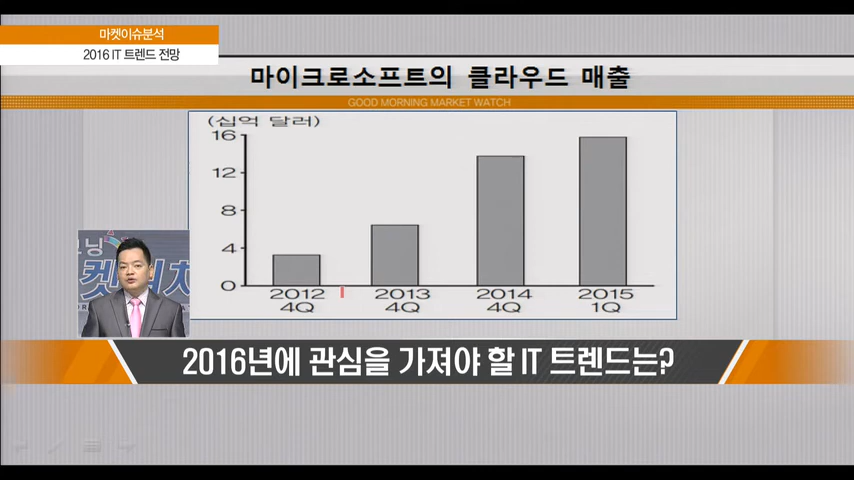 마켓이슈분석
2016 IT 트렌드 전망
마이크로소프트의 클라우드 매출
GOOD MORNING MARKET WATCH
(십억 달러)
16
12
8
4
0
2012 2013 2014 2015
4Q 4Q 4Q 1Q
2016년에 관심을 가져야 할 IT 트렌드는?